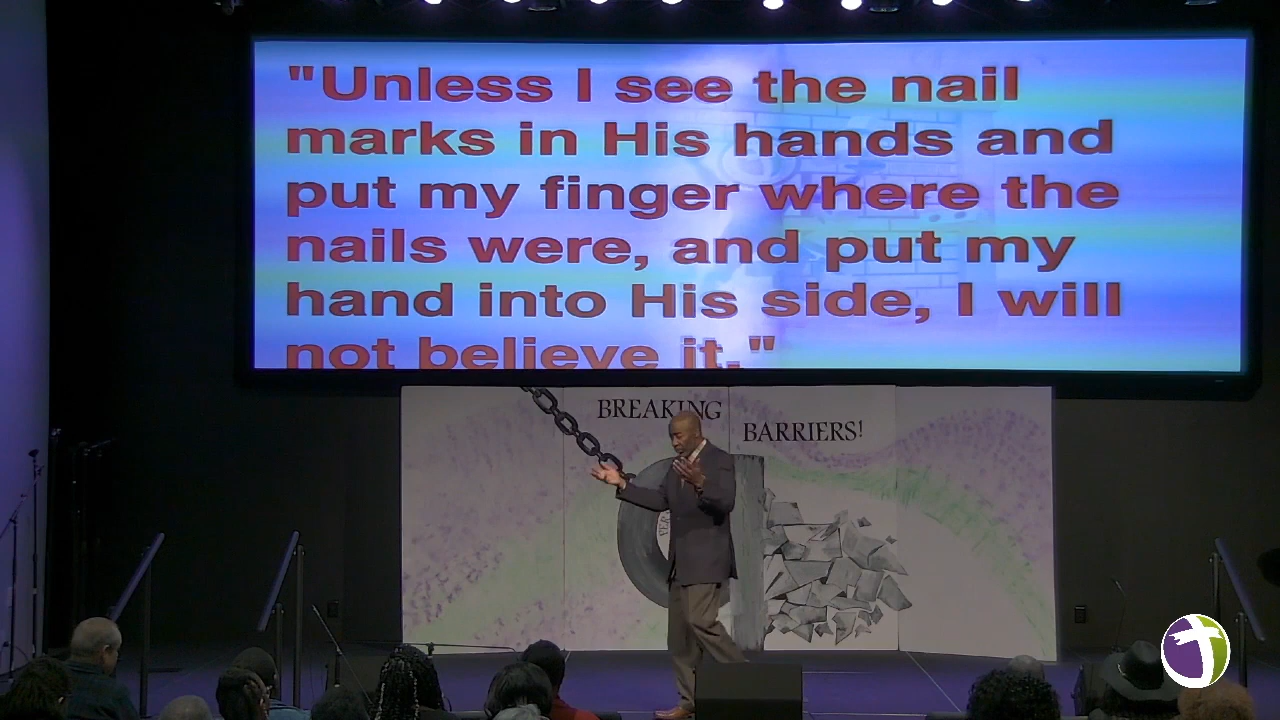 "Unless I see the nail
marks in His hands and
put my finger where the
nails were, and put my
hand into His side, I will
not believe it."
BREAKING
BARRIERS!